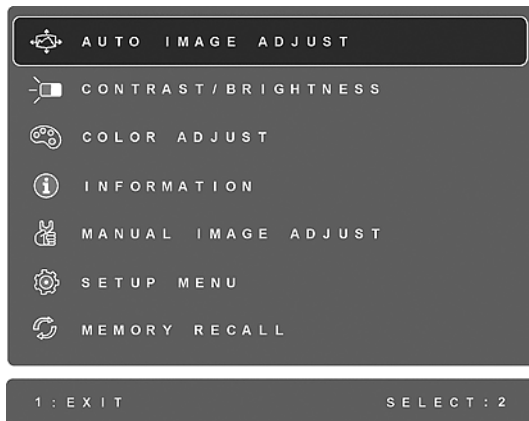 AUTO IMAGE ADJUST
CONTRAST/BRIGHTNESS
COLOR ADJUST
INFORMATION
MANUAL IMAGE ADJUST
SETUP MENU
MEMORY RECALL
1:EXIT SELECT:2